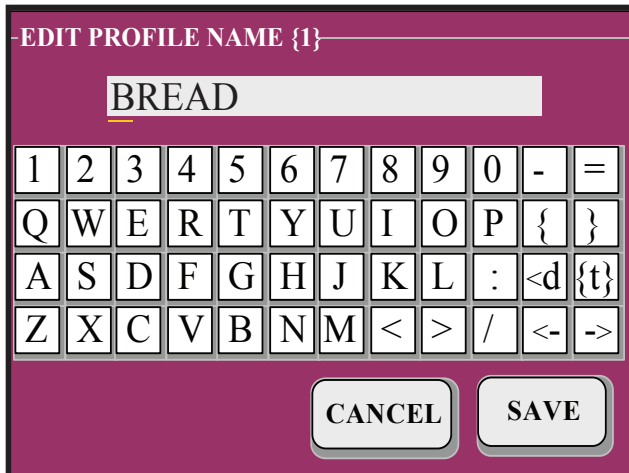 EDIT PROFILE NAME {1}
BREAD
1 2 3 4 5 6 7 8 9 0 - =
Q W E R T Y U I O P { }
A S D F G H J K L : <d {t}
Z X C V B N M < > / <- ->
CANCEL SAVE